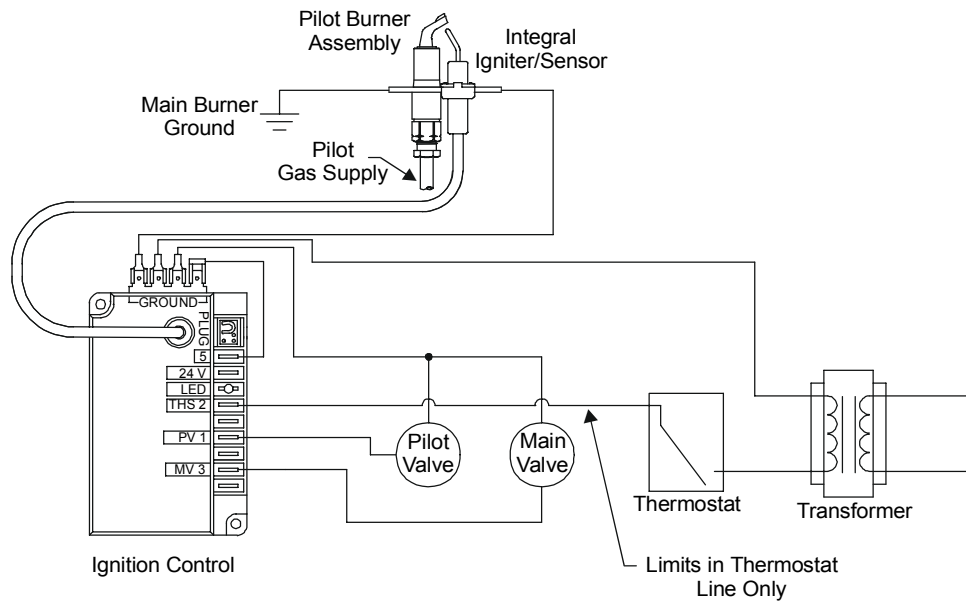 Pilot Burner
Assembly
Integral
Igniter/Sensor
Main Burner
Ground
Pilot
Gas Supply
GROUND
PLUG
5
24 V
LED
THS 2
PV 1
MV 3
Pilot
Valve
Main
Valve
Thermostat
Transformer
Ignition Control
Limits in Thermostat
Line Only